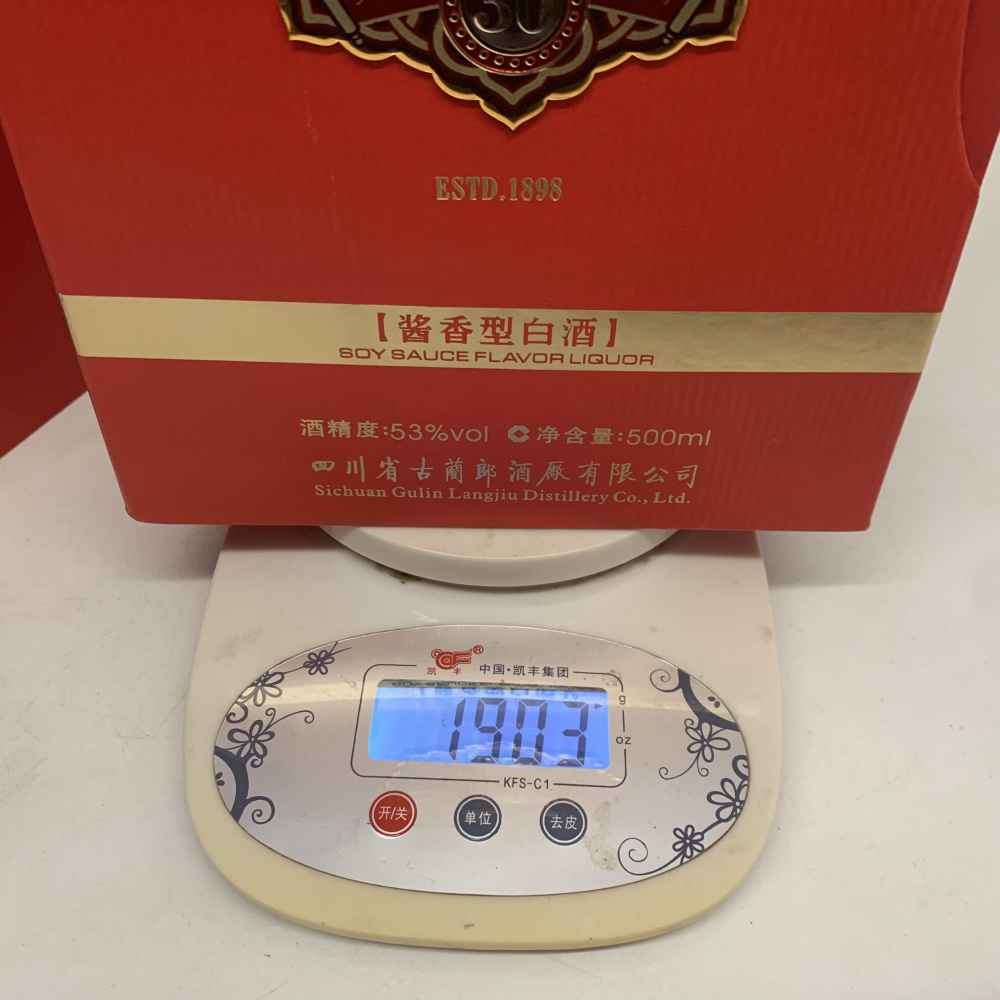 50
ESTD.1898
【酱香型白酒】
SOY SAUCE FLAVOR LIQUOR
酒精度:53%vol 净含量:500ml
四川省古蔺郎酒厂有限公司
Sichuan Gulin Langjiu Distillery Co., Ltd.
凯丰 ® 中国·凯丰集团
1903
g
oz
KFS-C1
开/关 单位 去皮